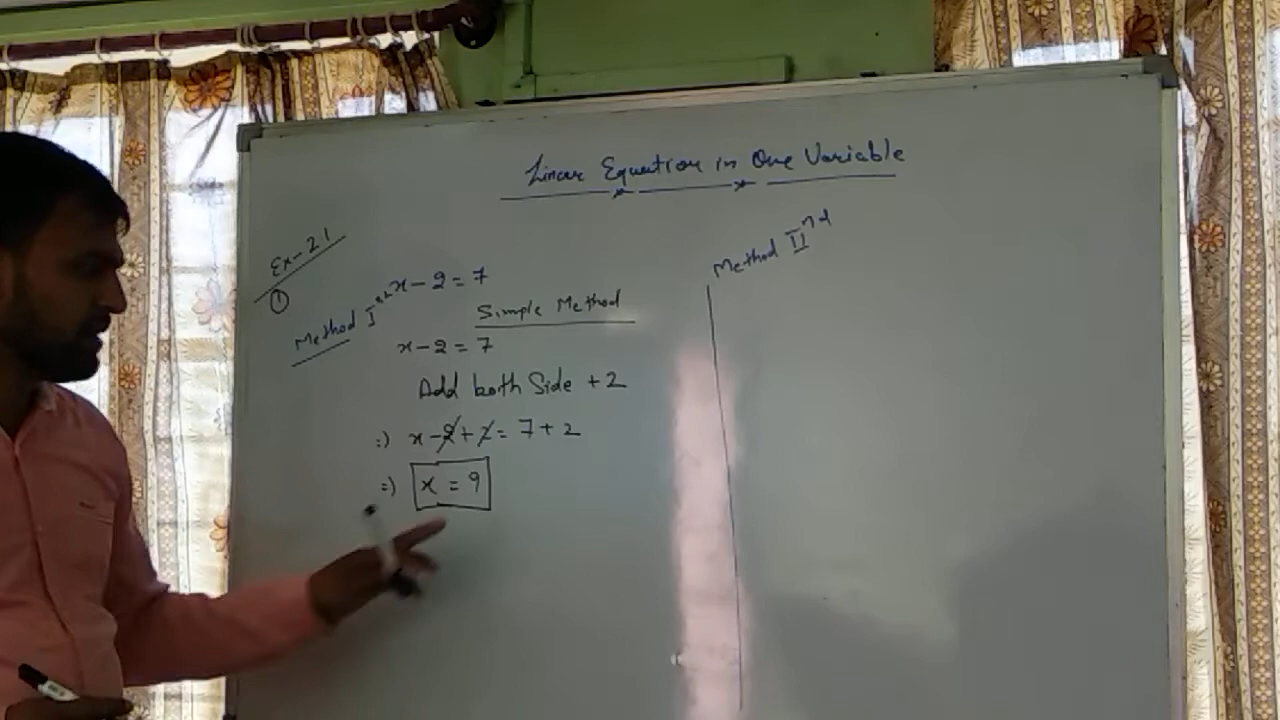 Linear Equation in One Variable
Ex-2.1
① x-2=7
Method Ist
Simple Method
x-2=7
Add both Side +2
⇒ x-2+2=7+2
⇒ x=9
Method IInd